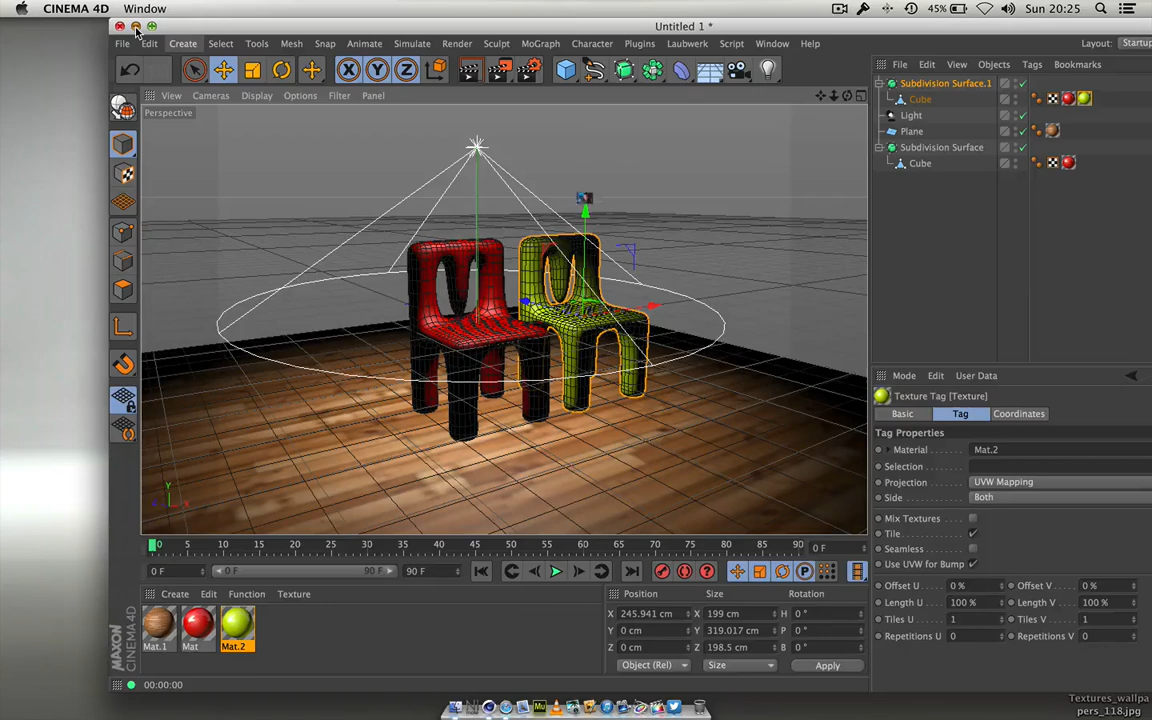 CINEMA 4D Window 45% Sun 20:25
Untitled 1 *
File Edit Create Select Tools Mesh Snap Animate Simulate Render Sculpt MoGraph Character Plugins Laubwerk Script Window Help Layout: Startup
X Y Z
View Cameras Display Options Filter Panel
Perspective
File Edit View Objects Tags Bookmarks
Subdivision Surface.1
Cube
Light
Plane
Subdivision Surface
Cube
Mode Edit User Data
Texture Tag [Texture]
Basic Tag Coordinates
Tag Properties
Material Mat.2
Selection
Projection UVW Mapping
Side Both
Mix Textures
Tile
Seamless
Use UVW for Bump
Offset U 0 % Offset V 0 %
Length U 100 % Length V 100 %
Tiles U 1 Tiles V 1
Repetitions U 0 Repetitions V 0
Y
X
0 5 10 15 20 25 30 35 40 45 50 55 60 65 70 75 80 85 90 0 F
0 F 0 F 90 F 90 F
P
Create Edit Function Texture
Mat.1 Mat Mat.2
Position Size Rotation
X 245.941 cm 199 cm H 0 °
Y 0 cm 319.017 cm P 0 °
Z 0 cm 198.5 cm B 0 °
Object (Rel) Size Apply
MAXON
CINEMA 4D
00:00:00
Textures_wallpa
pers_118.jpg
Mu